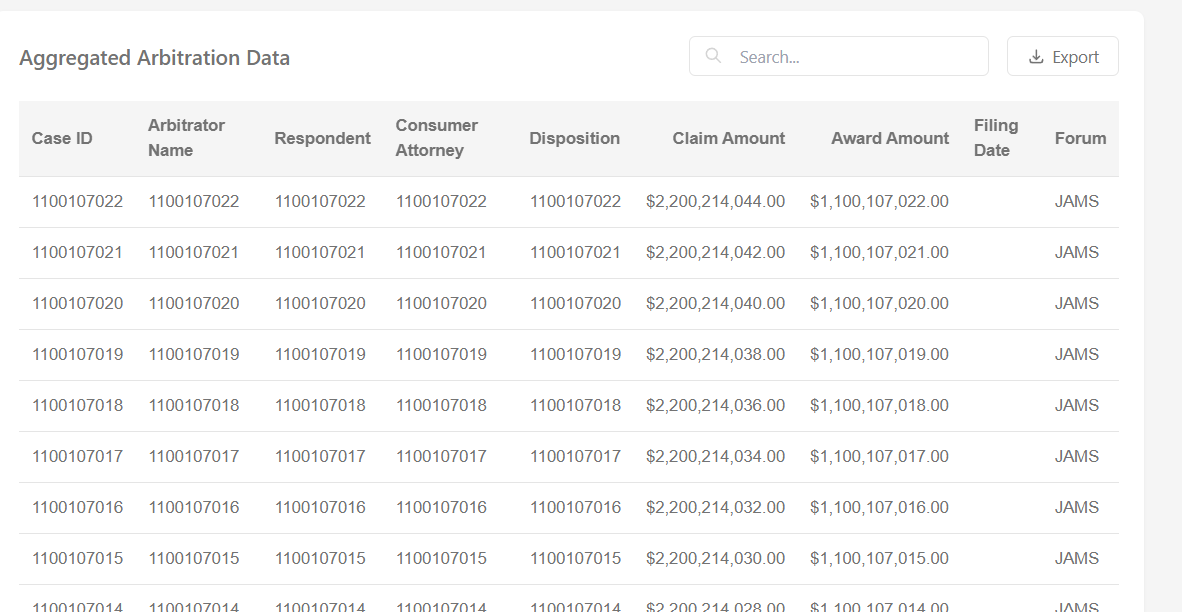 Aggregated Arbitration Data
Search...
Export
Case ID Arbitrator Name Respondent Consumer Attorney Disposition Claim Amount Award Amount Filing Date Forum
1100107022 1100107022 1100107022 1100107022 1100107022 $2,200,214,044.00 $1,100,107,022.00 JAMS
1100107021 1100107021 1100107021 1100107021 1100107021 $2,200,214,042.00 $1,100,107,021.00 JAMS
1100107020 1100107020 1100107020 1100107020 1100107020 $2,200,214,040.00 $1,100,107,020.00 JAMS
1100107019 1100107019 1100107019 1100107019 1100107019 $2,200,214,038.00 $1,100,107,019.00 JAMS
1100107018 1100107018 1100107018 1100107018 1100107018 $2,200,214,036.00 $1,100,107,018.00 JAMS
1100107017 1100107017 1100107017 1100107017 1100107017 $2,200,214,034.00 $1,100,107,017.00 JAMS
1100107016 1100107016 1100107016 1100107016 1100107016 $2,200,214,032.00 $1,100,107,016.00 JAMS
1100107015 1100107015 1100107015 1100107015 1100107015 $2,200,214,030.00 $1,100,107,015.00 JAMS
1100107014 1100107014 1100107014 1100107014 1100107014 $2,200,214,028.00 $1,100,107,014.00 JAMS